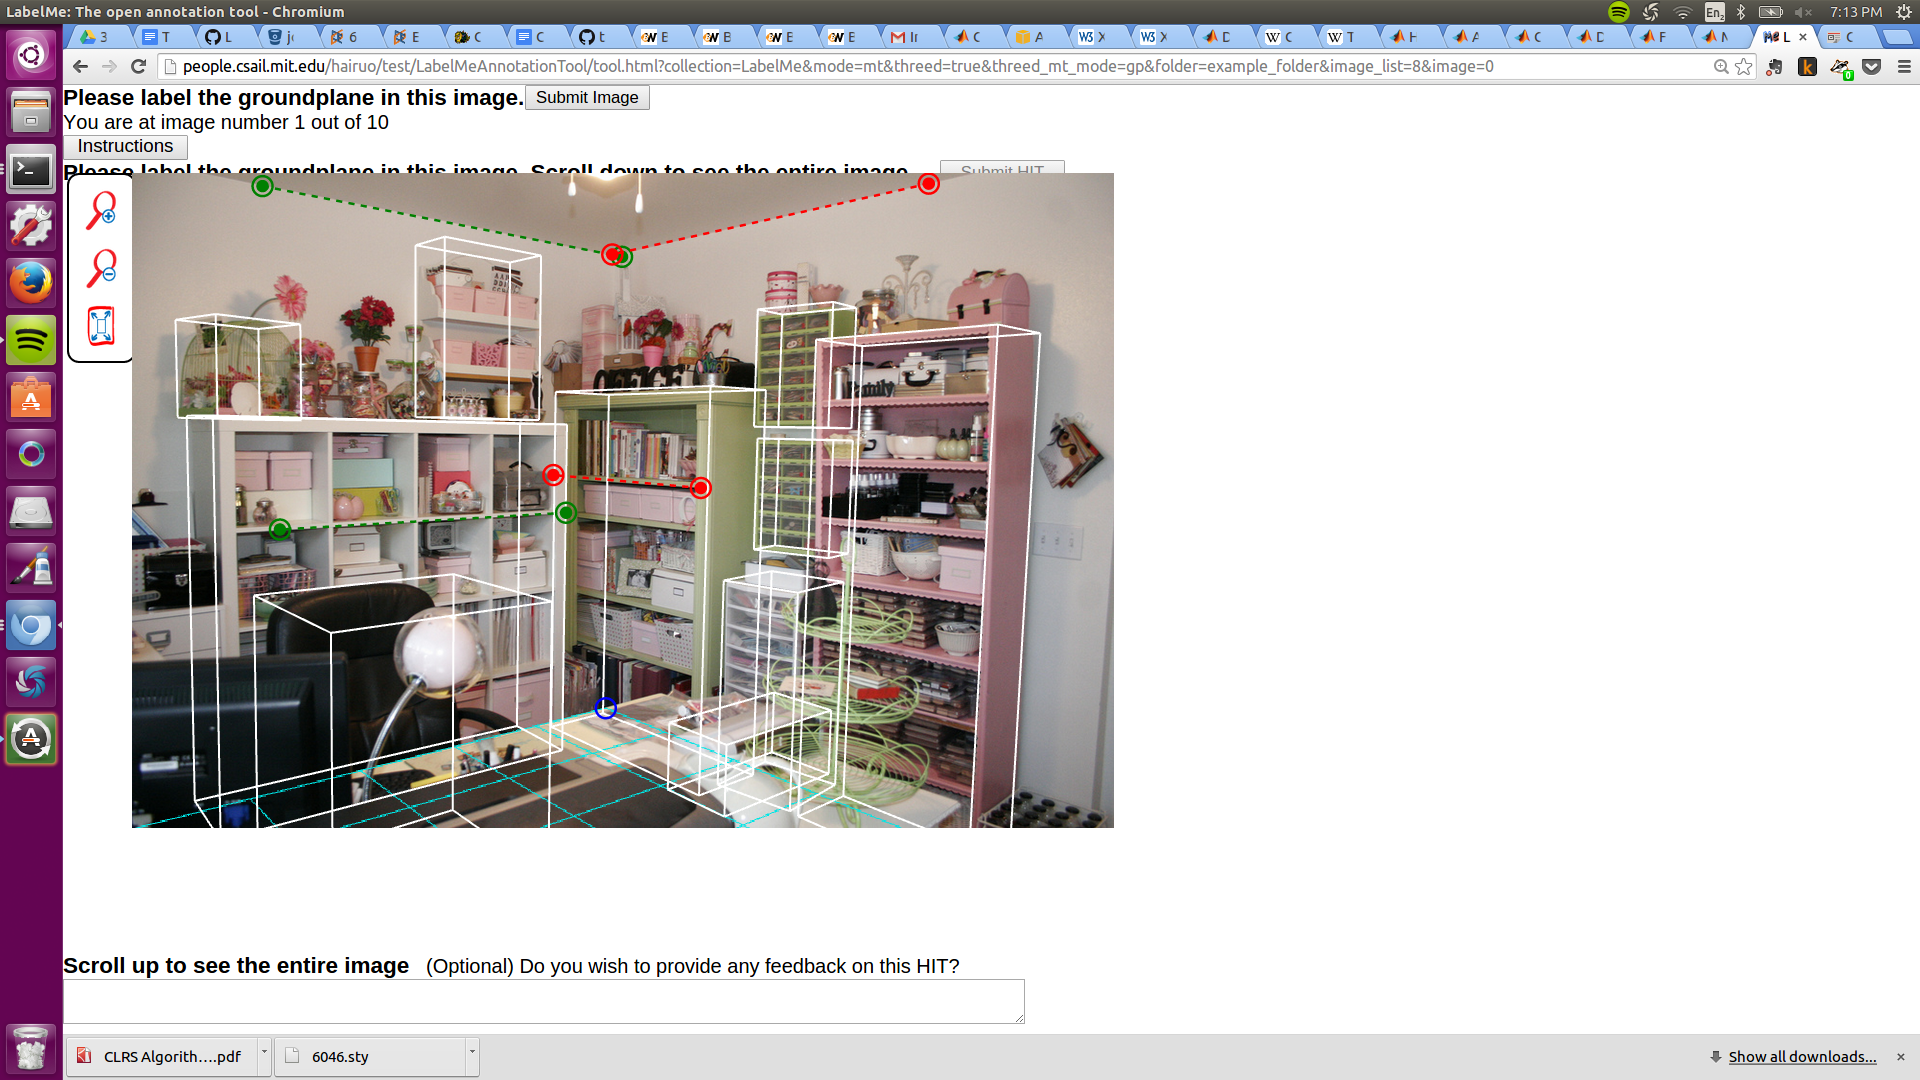 LabelMe: The open annotation tool - Chromium
En2
7:13 PM
3 T L j 6 E C C t E B E E In C A X X D C T H A C D F M L × C
people.csail.mit.edu/hairuo/test/LabelMeAnnotationTool/tool.html?collection=LabelMe&mode=mt&threed=true&threed_mt_mode=gp&folder=example_folder&image_list=8&image=0
0
Please label the groundplane in this image. Submit Image
You are at image number 1 out of 10
Instructions
Please label the groundplane in this image. Scroll down to see the entire image. Submit HIT
OFFICE
Family
Scroll up to see the entire image (Optional) Do you wish to provide any feedback on this HIT?
CLRS Algorith....pdf 6046.sty Show all downloads... ×